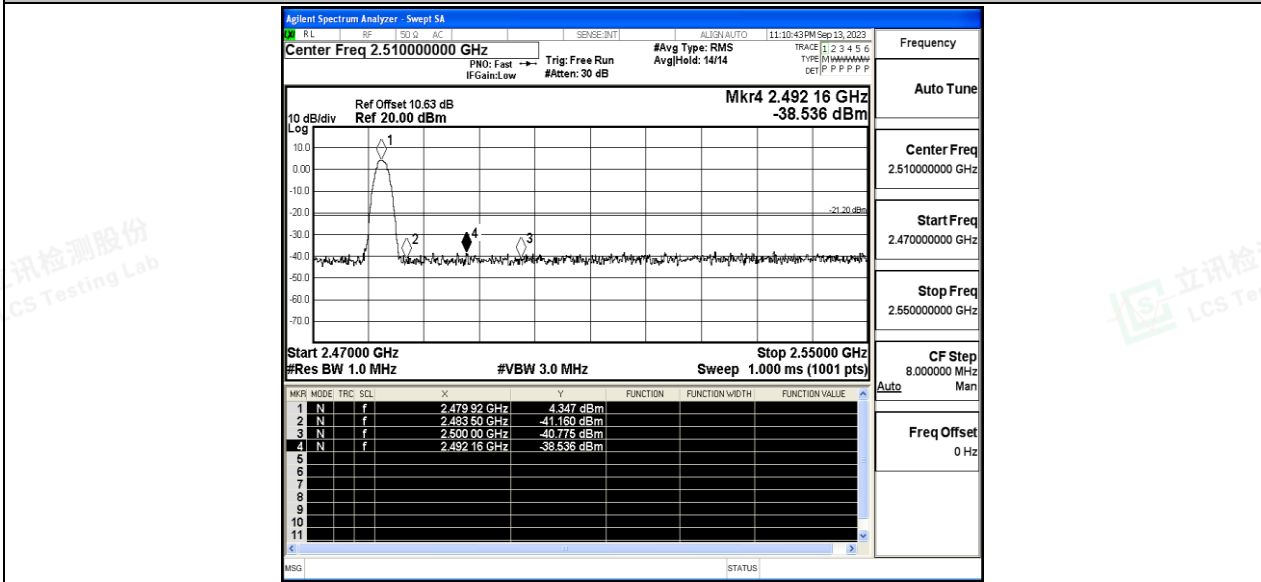 Agilent Spectrum Analyzer - Swept SA
RL RF 50 Ω AC SENSE:INT ALIGN AUTO 11:10:43 PM Sep 13, 2023
Center Freq 2.510000000 GHz
PNO: Fast
IFGain:Low
Trig: Free Run
#Atten: 30 dB
#Avg Type: RMS
Avg|Hold: 14/14
TRACE 1 2 3 4 5 6
TYPE M WWWWW
DET P P P P P P
Mkr4 2.492 16 GHz
-38.536 dBm
Ref Offset 10.63 dB
10 dB/div Ref 20.00 dBm
Log
10.0
0.00
-10.0
-20.0
-30.0
-40.0
-50.0
-60.0
-70.0
1
2
4
3
-21.20 dBm
Start 2.47000 GHz Stop 2.55000 GHz
#Res BW 1.0 MHz #VBW 3.0 MHz Sweep 1.000 ms (1001 pts)
MKR MODE TRC SCL X Y FUNCTION FUNCTION WIDTH FUNCTION VALUE
1 N f 2.479 92 GHz 4.347 dBm
2 N f 2.483 50 GHz -41.160 dBm
3 N f 2.500 00 GHz -40.775 dBm
4 N f 2.492 16 GHz -38.536 dBm
5
6
7
8
9
10
11
MSG STATUS
Frequency
Auto Tune
Center Freq
2.510000000 GHz
Start Freq
2.470000000 GHz
Stop Freq
2.550000000 GHz
CF Step
8.000000 MHz
Auto Man
Freq Offset
0 Hz
立讯检测股份
LCS Testing Lab
LCS
立讯检
LCS Tes